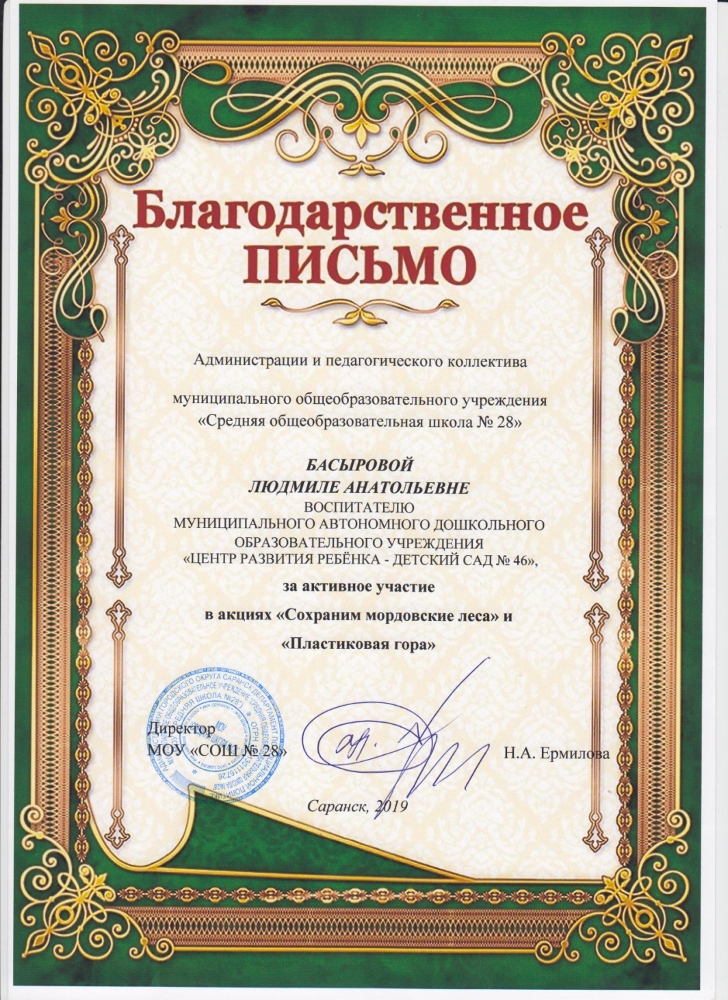 Благодарственное
ПИСЬМО
Администрации и педагогического коллектива
муниципального общеобразовательного учреждения
«Средняя общеобразовательная школа № 28»
БАСЫРОВОЙ
ЛЮДМИЛЕ АНАТОЛЬЕВНЕ
ВОСПИТАТЕЛЮ
МУНИЦИПАЛЬНОГО АВТОНОМНОГО ДОШКОЛЬНОГО
ОБРАЗОВАТЕЛЬНОГО УЧРЕЖДЕНИЯ
«ЦЕНТР РАЗВИТИЯ РЕБЁНКА - ДЕТСКИЙ САД № 46»,
за активное участие
в акциях «Сохраним мордовские леса» и
«Пластиковая гора»
Директор
МОУ «СОШ № 28»
Н.А. Ермилова
Саранск, 2019